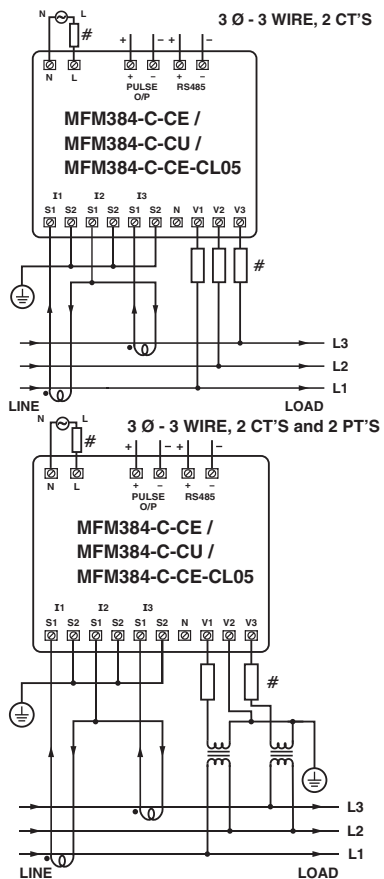 3 Ø - 3 WIRE, 2 CT'S
N L
#
+ − + −
N L + − + −
PULSE O/P RS485
MFM384-C-CE /
MFM384-C-CU /
MFM384-C-CE-CL05
I1 I2 I3
S1 S2 S1 S2 S1 S2 N V1 V2 V3
#
L3
L2
L1
LINE LOAD
3 Ø - 3 WIRE, 2 CT'S and 2 PT'S
N L
#
+ − + −
N L + − + −
PULSE O/P RS485
MFM384-C-CE /
MFM384-C-CU /
MFM384-C-CE-CL05
I1 I2 I3
S1 S2 S1 S2 S1 S2 N V1 V2 V3
#
L3
L2
L1
LINE LOAD